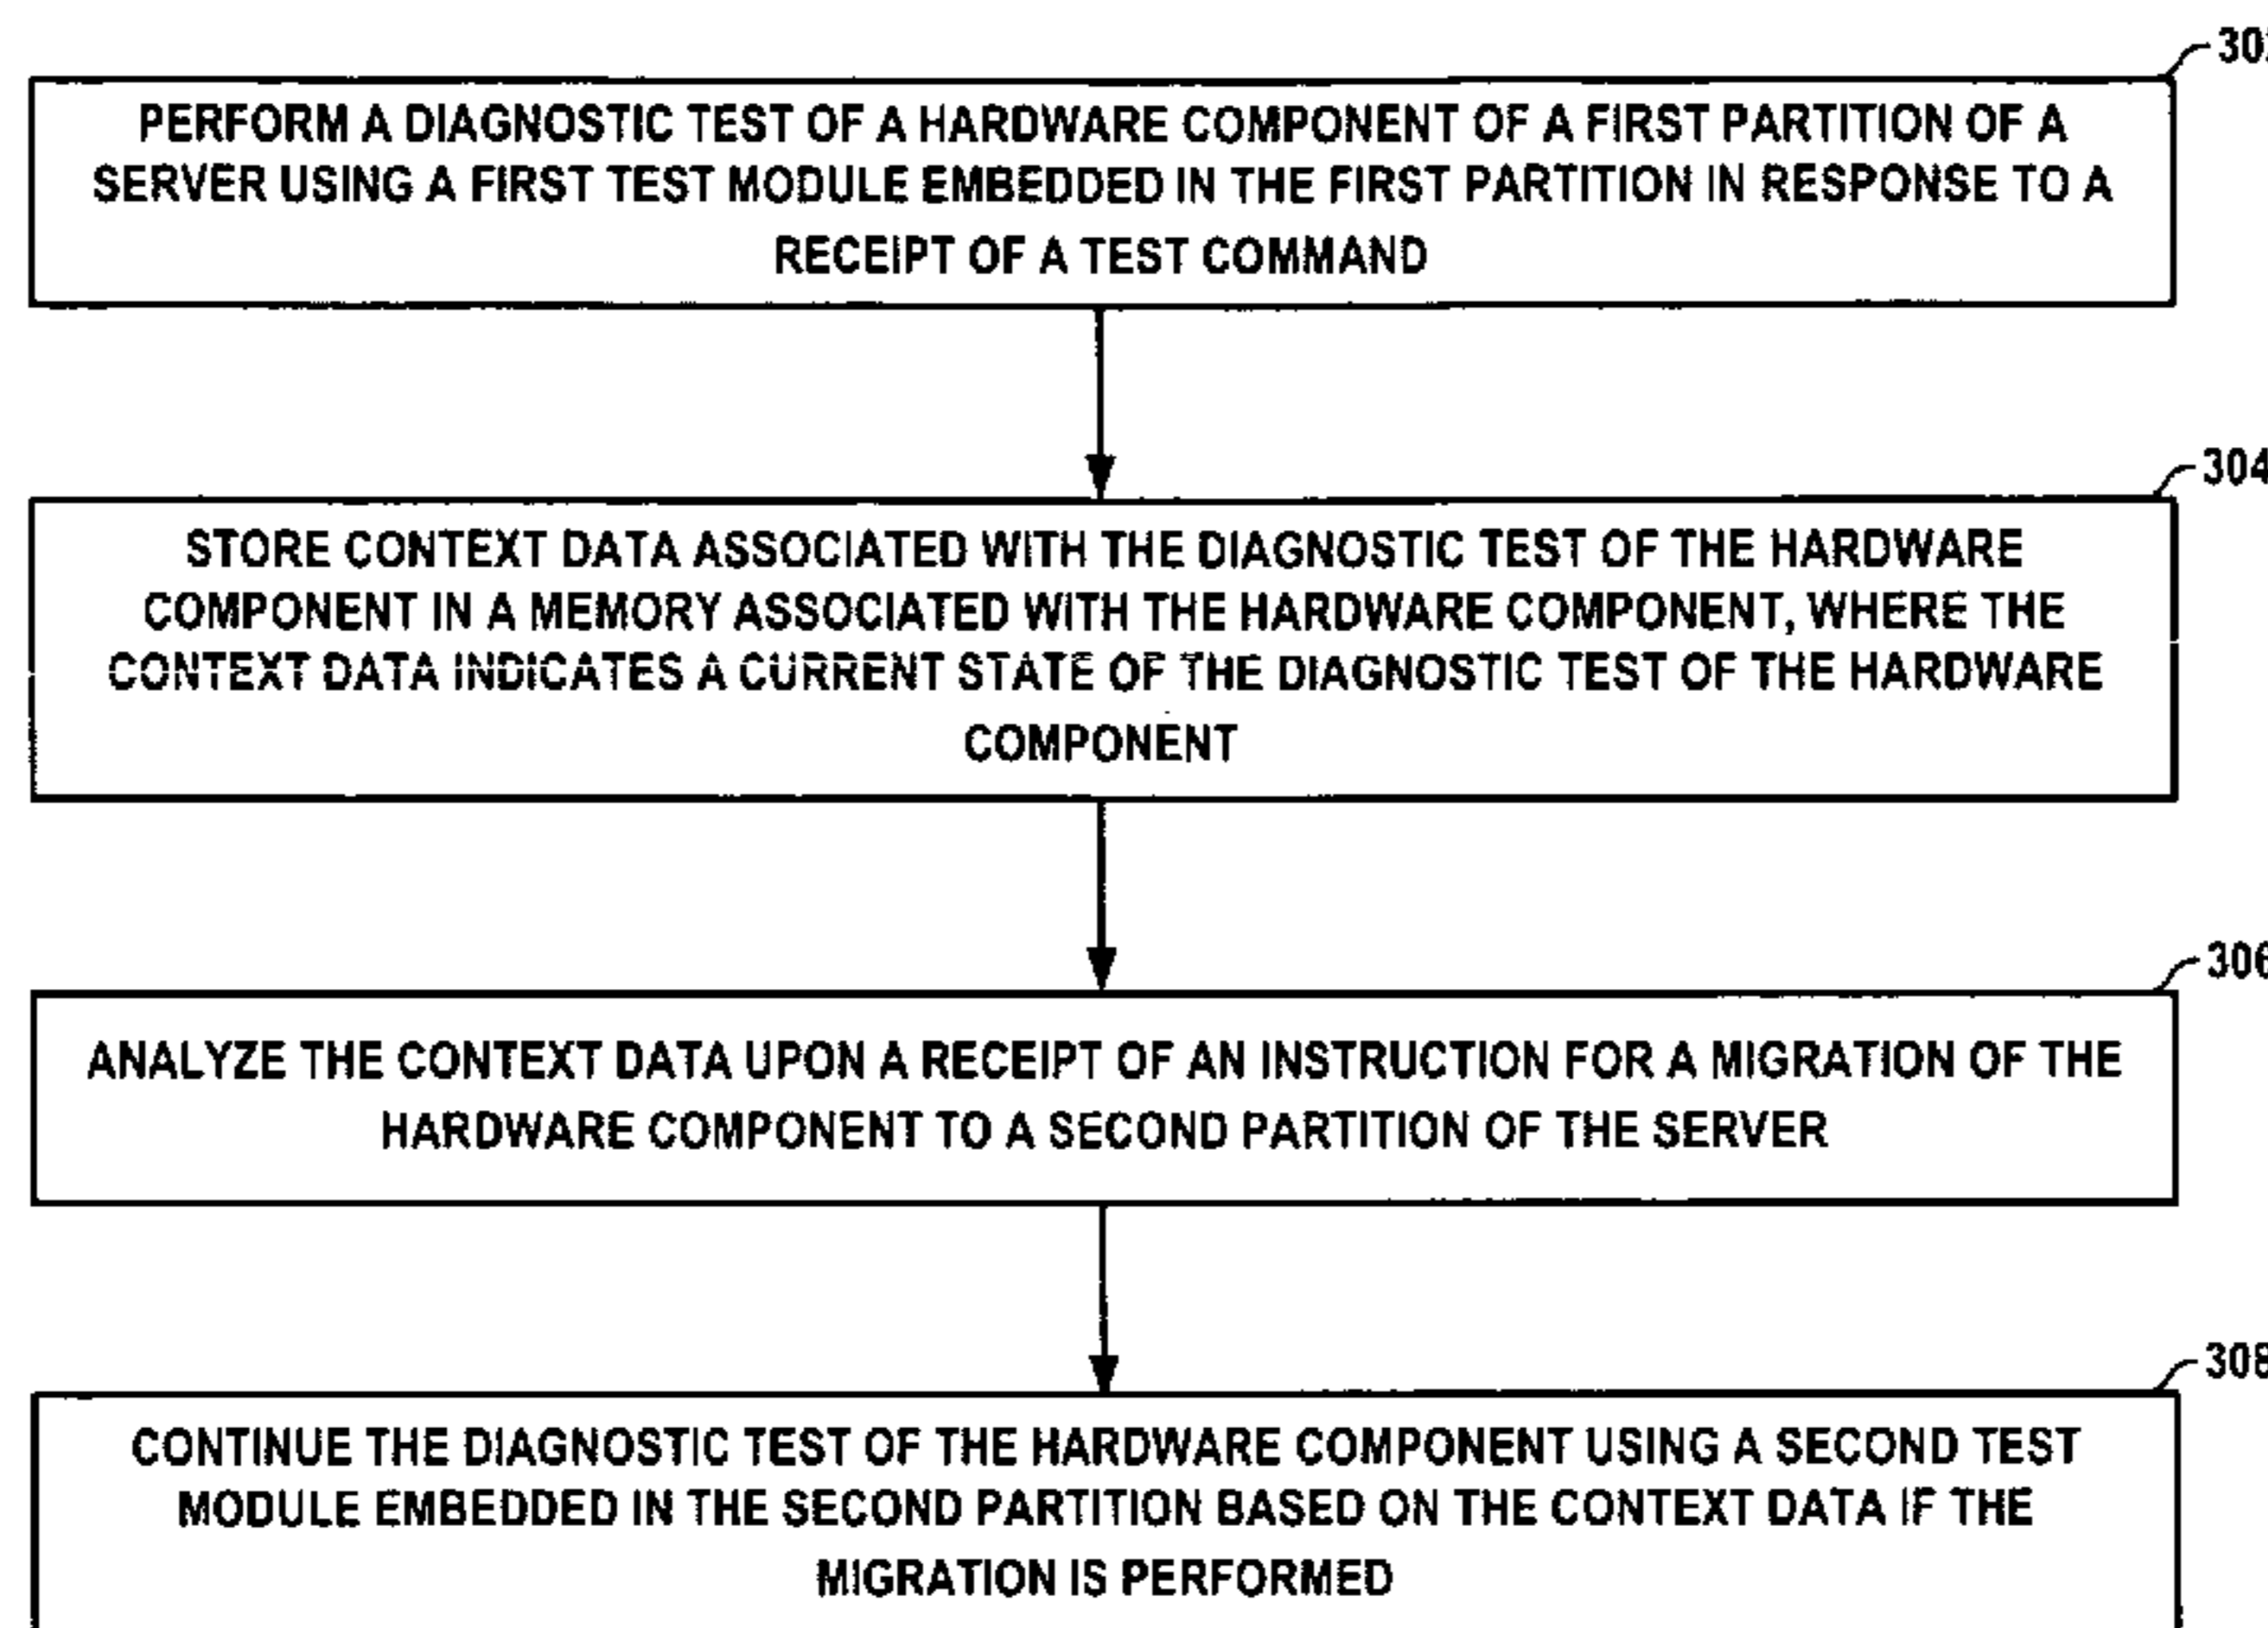 302
PERFORM A DIAGNOSTIC TEST OF A HARDWARE COMPONENT OF A FIRST PARTITION OF A
SERVER USING A FIRST TEST MODULE EMBEDDED IN THE FIRST PARTITION IN RESPONSE TO A
RECEIPT OF A TEST COMMAND
304
STORE CONTEXT DATA ASSOCIATED WITH THE DIAGNOSTIC TEST OF THE HARDWARE
COMPONENT IN A MEMORY ASSOCIATED WITH THE HARDWARE COMPONENT, WHERE THE
CONTEXT DATA INDICATES A CURRENT STATE OF THE DIAGNOSTIC TEST OF THE HARDWARE
COMPONENT
306
ANALYZE THE CONTEXT DATA UPON A RECEIPT OF AN INSTRUCTION FOR A MIGRATION OF THE
HARDWARE COMPONENT TO A SECOND PARTITION OF THE SERVER
308
CONTINUE THE DIAGNOSTIC TEST OF THE HARDWARE COMPONENT USING A SECOND TEST
MODULE EMBEDDED IN THE SECOND PARTITION BASED ON THE CONTEXT DATA IF THE
MIGRATION IS PERFORMED